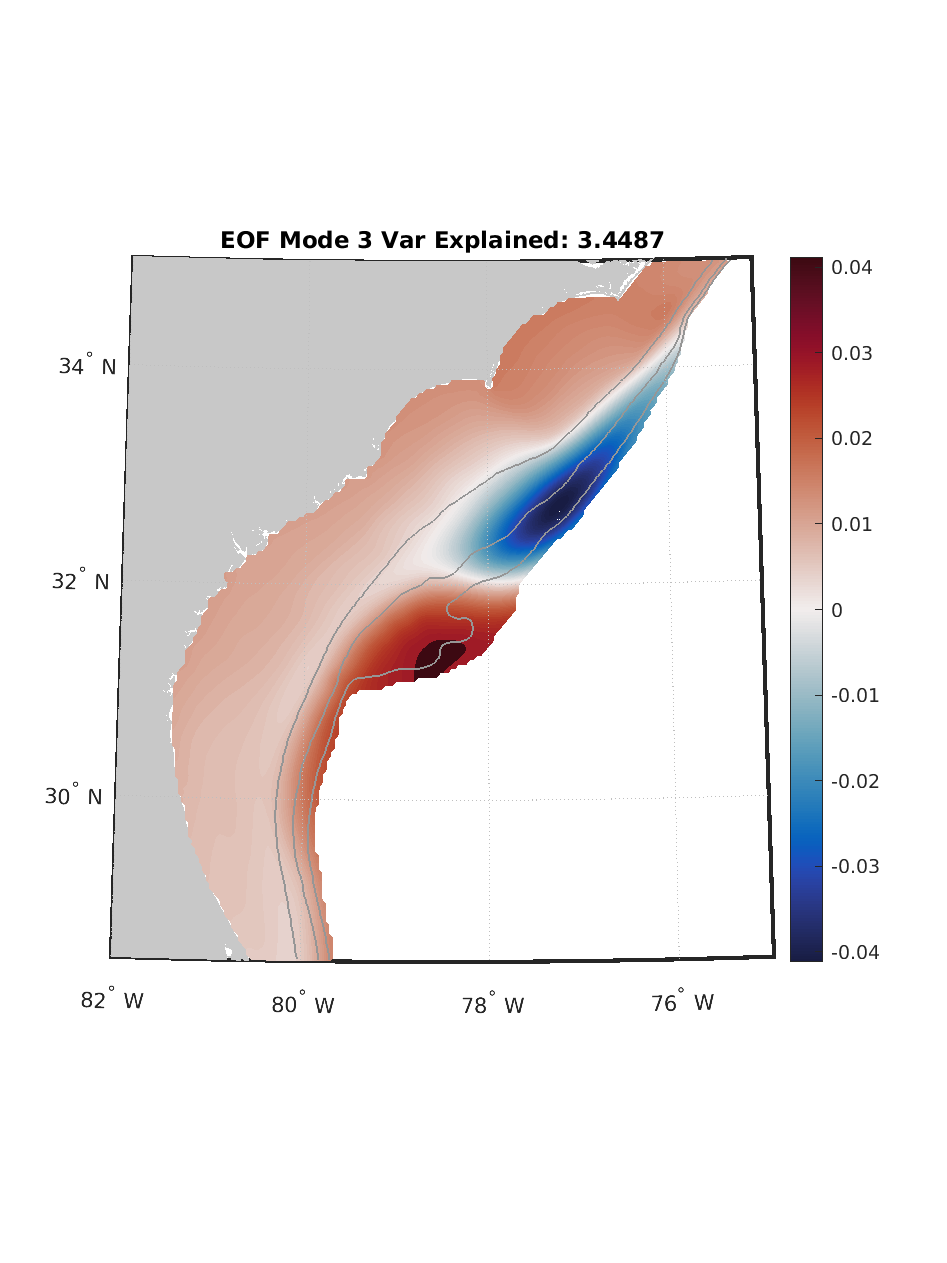 EOF Mode 3 Var Explained: 3.4487
34° N
32° N
30° N
82° W
80° W
78° W
76° W
0.04
0.03
0.02
0.01
0
-0.01
-0.02
-0.03
-0.04